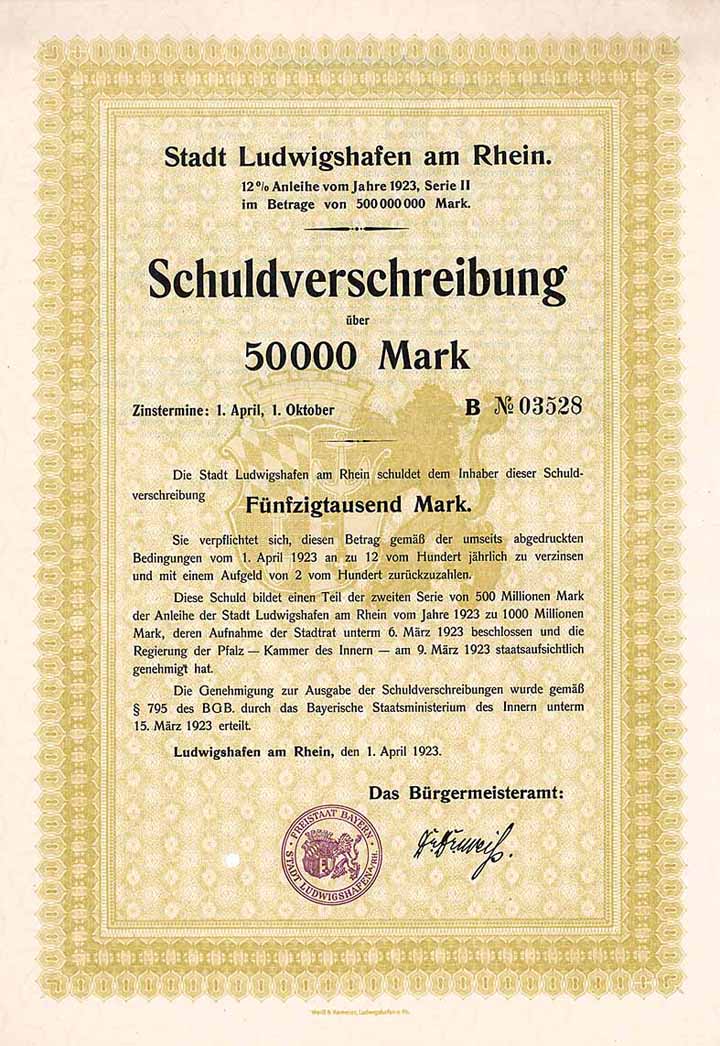 Stadt Ludwigshafen am Rhein.
12% Anleihe vom Jahre 1923, Serie II
im Betrage von 500 000 000 Mark.
Schuldverschreibung
über
50000 Mark
Zinstermine: 1. April, 1. Oktober B № 03528
Die Stadt Ludwigshafen am Rhein schuldet dem Inhaber dieser Schuld-
verschreibung
Fünfzigtausend Mark.
Sie verpflichtet sich, diesen Betrag gemäß der umseits abgedruckten
Bedingungen vom 1. April 1923 an zu 12 vom Hundert jährlich zu verzinsen
und mit einem Aufgeld von 2 vom Hundert zurückzuzahlen.
Diese Schuld bildet einen Teil der zweiten Serie von 500 Millionen Mark
der Anleihe der Stadt Ludwigshafen am Rhein vom Jahre 1923 zu 1000 Millionen
Mark, deren Aufnahme der Stadtrat unterm 6. März 1923 beschlossen und die
Regierung der Pfalz — Kammer des Innern — am 9. März 1923 staatsaufsichtlich
genehmigt hat.
Die Genehmigung zur Ausgabe der Schuldverschreibungen wurde gemäß
§ 795 des BGB. durch das Bayerische Staatsministerium des Innern unterm
15. März 1923 erteilt.
Ludwigshafen am Rhein, den 1. April 1923.
Das Bürgermeisteramt:
FREISTAAT BAYERN
STADT LUDWIGSHAFEN A/RH.
Ludwigshafen a. Rh.